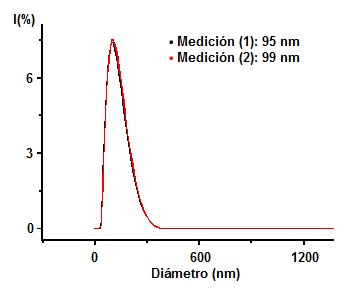 I(%)
• Medición (1): 95 nm
• Medición (2): 99 nm
6
3
0
0 600 1200
Diámetro (nm)